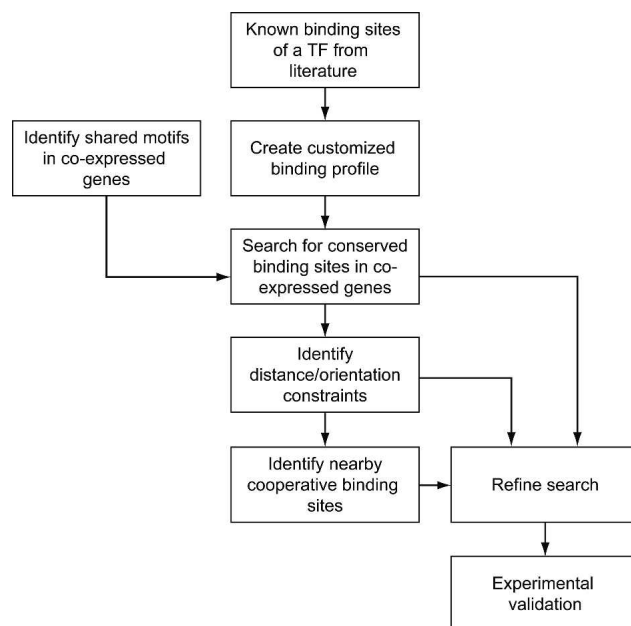 Known binding sites
of a TF from
literature
Identify shared motifs
in co-expressed
genes
Create customized
binding profile
Search for conserved
binding sites in co-
expressed genes
Identify
distance/orientation
constraints
Identify nearby
cooperative binding
sites
Refine search
Experimental
validation